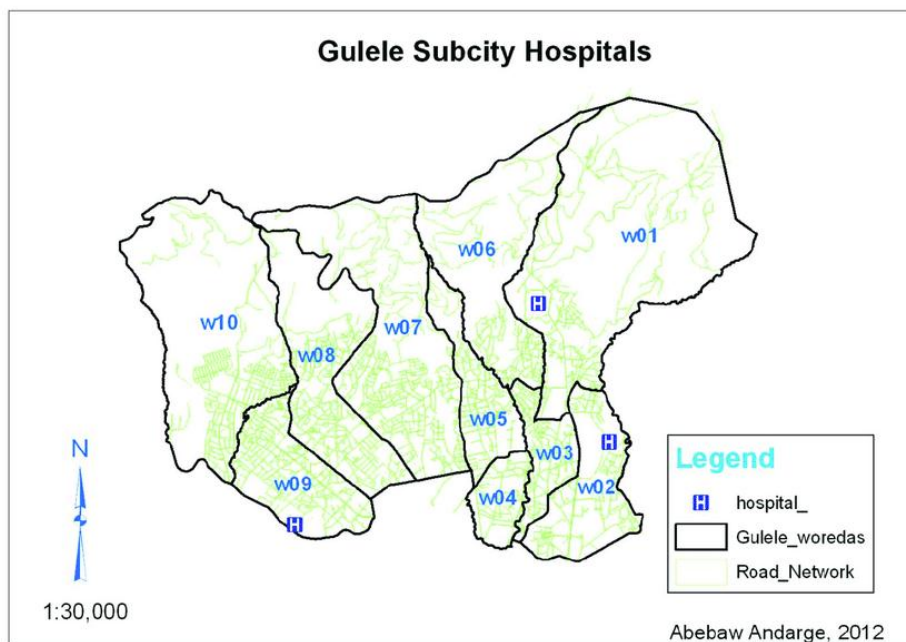 Gulele Subcity Hospitals
w01
w06
w10
w07
w08
w05
w03
w09
w02
w04
N
1:30,000
Legend
H hospital_
Gulele_woredas
Road_Network
Abebaw Andarge, 2012
H
H
H